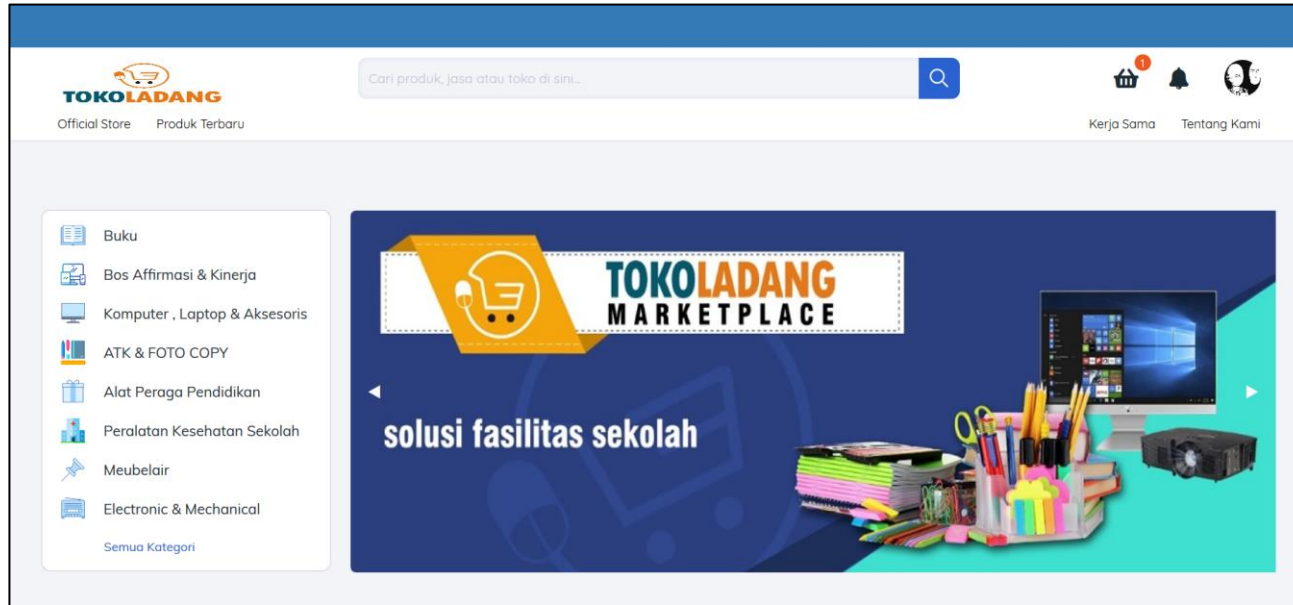 TOKOLADANG
Cari produk, jasa atau toko di sini...
1
Official Store
Produk Terbaru
Kerja Sama
Tentang Kami
Buku
Bos Affirmasi & Kinerja
Komputer , Laptop & Aksesoris
ATK & FOTO COPY
Alat Peraga Pendidikan
Peralatan Kesehatan Sekolah
Meubelair
Electronic & Mechanical
Semua Kategori
TOKOLADANG
MARKETPLACE
solusi fasilitas sekolah